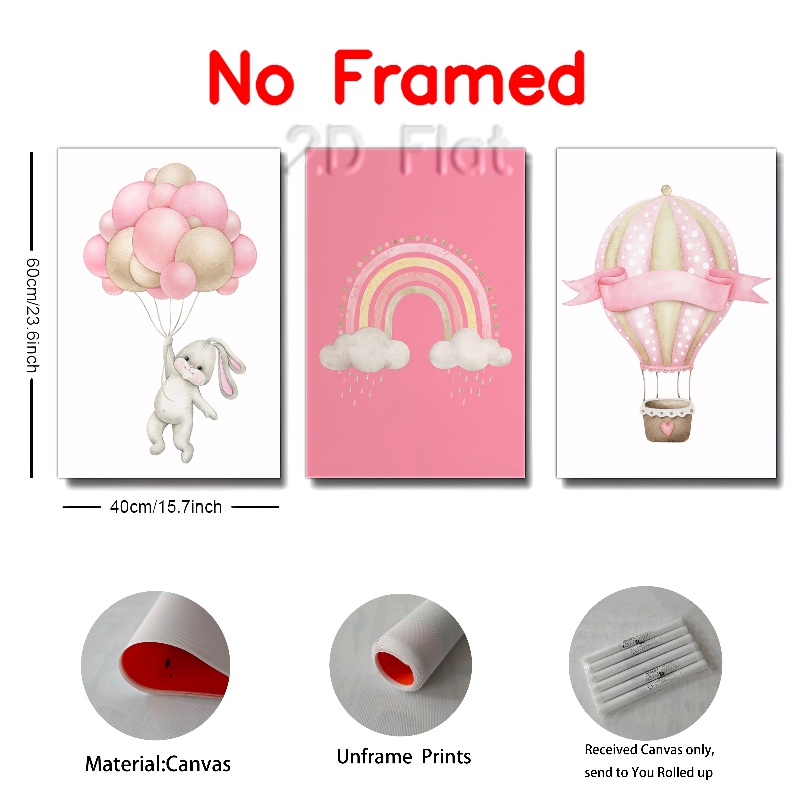 No Framed
2D Flat
60cm/23.6inch
40cm/15.7inch
Material:Canvas
Unframe Prints
Received Canvas only,
send to You Rolled up